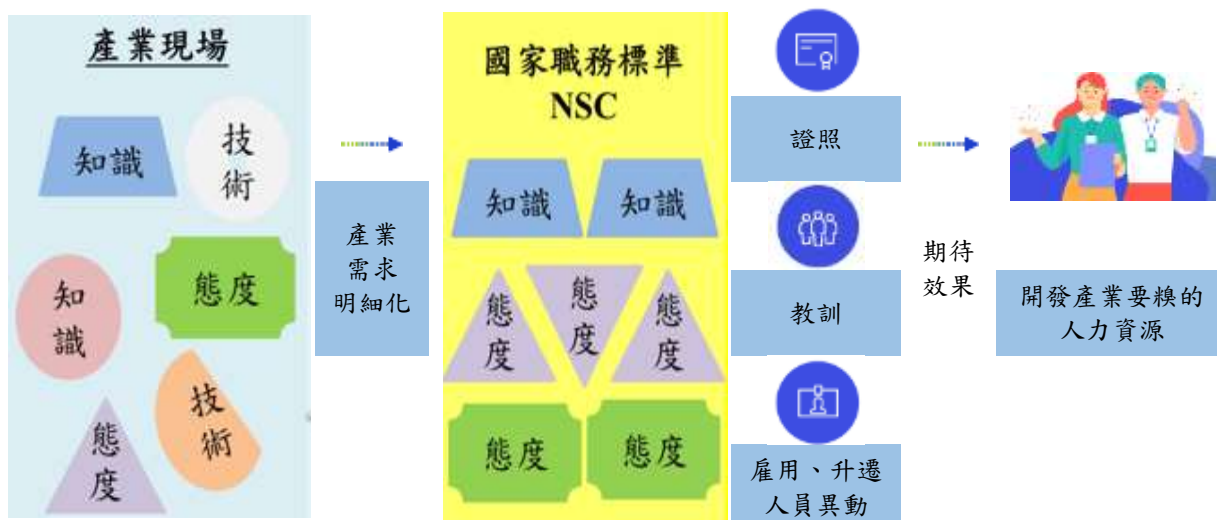 產業現場
知識
技術
態度
知識
技術
態度
產業
需求
明細化
國家職務標準
NSC
知識
知識
態度
態度
態度
態度
態度
證照
教訓
雇用、升遷
人員異動
期待
效果
開發產業要糗的
人力資源